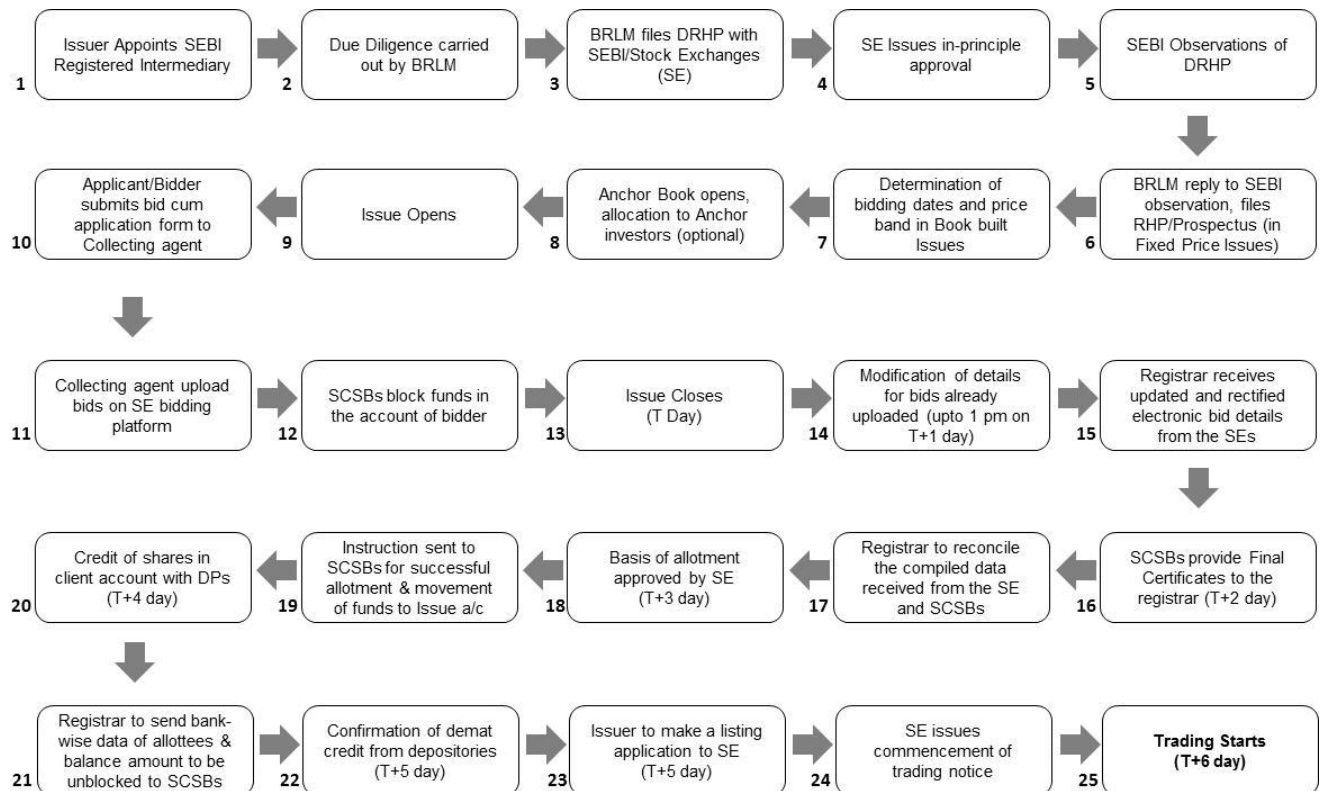 Issuer Appoints SEBI
Registered Intermediary
1
Due Diligence carried
out by BRLM
2
BRLM files DRHP with
SEBI/Stock Exchanges
(SE)
3
SE Issues in-principle
approval
4
SEBI Observations of
DRHP
5
BRLM reply to SEBI
observation, files
RHP/Prospectus (in
Fixed Price Issues)
6
Determination of
bidding dates and price
band in Book built
Issues
7
Anchor Book opens,
allocation to Anchor
investors (optional)
8
Issue Opens
9
Applicant/Bidder
submits bid cum
application form to
Collecting agent
10
Collecting agent upload
bids on SE bidding
platform
11
SCSBs block funds in
the account of bidder
12
Issue Closes
(T Day)
13
Modification of details
for bids already
uploaded (upto 1 pm on
T+1 day)
14
Registrar receives
updated and rectified
electronic bid details
from the SEs
15
SCSBs provide Final
Certificates to the
registrar (T+2 day)
16
Registrar to reconcile
the compiled data
received from the SE
and SCSBs
17
Basis of allotment
approved by SE
(T+3 day)
18
Instruction sent to
SCSBs for successful
allotment & movement
of funds to Issue a/c
19
Credit of shares in
client account with DPs
(T+4 day)
20
Registrar to send bank-
wise data of allottees &
balance amount to be
unblocked to SCSBs
21
Confirmation of demat
credit from depositories
(T+5 day)
22
Issuer to make a listing
application to SE
(T+5 day)
23
SE issues
commencement of
trading notice
24
Trading Starts
(T+6 day)
25